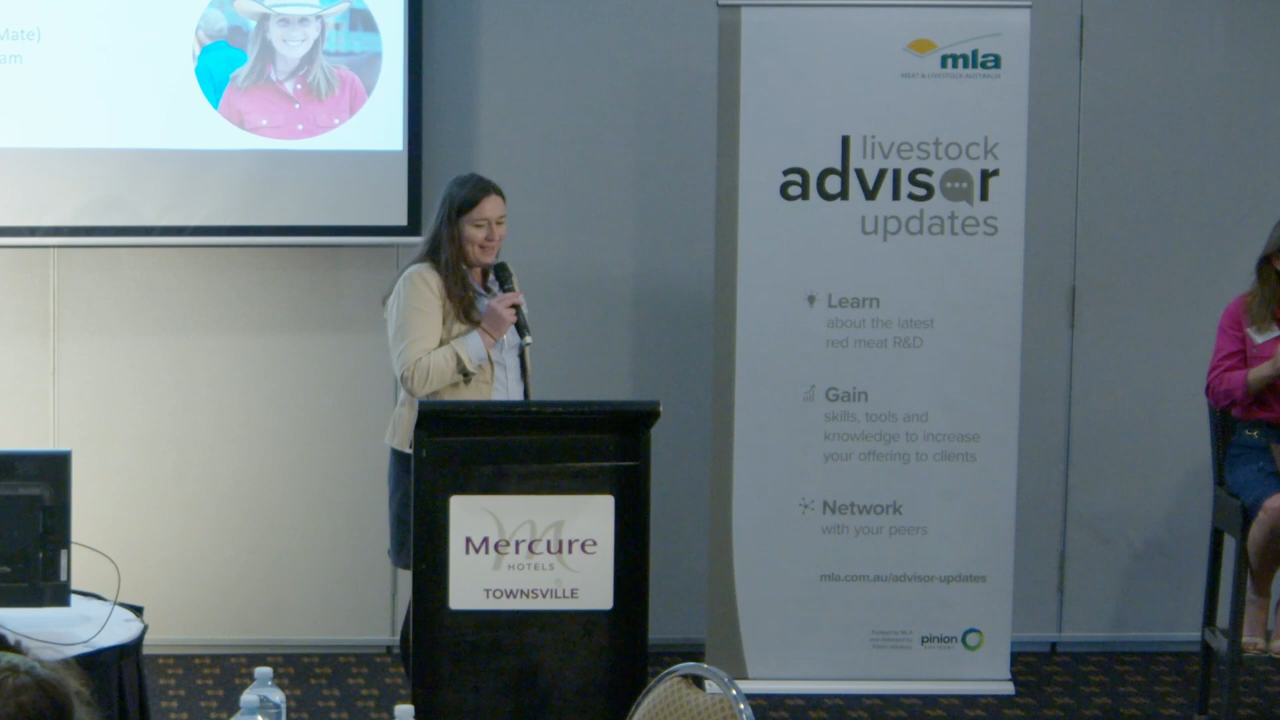 Mate)
am
mla
MEAT & LIVESTOCK AUSTRALIA
livestock
advisor
updates
Learn
about the latest
red meat R&D
Gain
skills, tools and
knowledge to increase
your offering to clients
Network
with your peers
mla.com.au/advisor-updates
pinion
Mercure
HOTELS
TOWNSVILLE